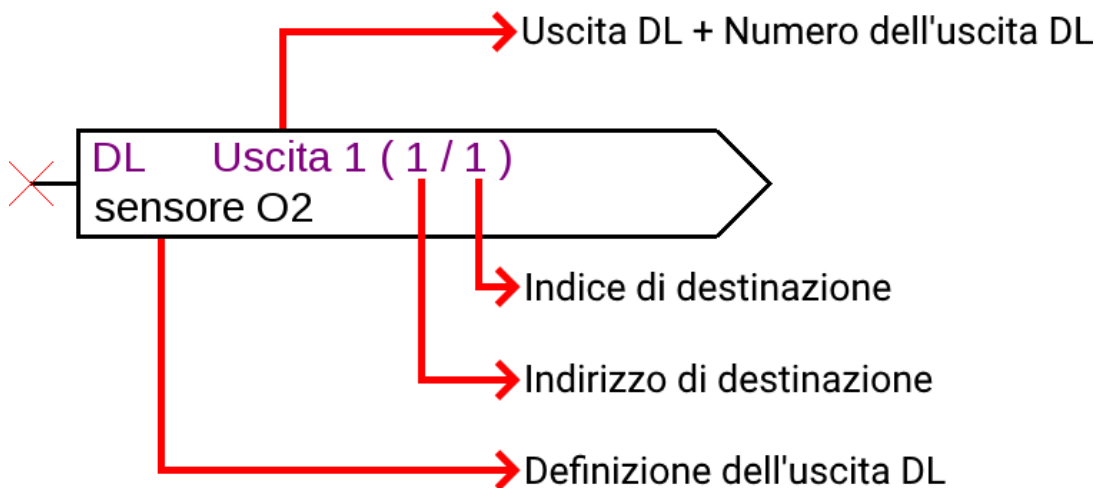 Uscita DL + Numero dell'uscita DL
DL Uscita 1 ( 1 / 1 )
sensore O2
Indice di destinazione
Indirizzo di destinazione
Definizione dell'uscita DL